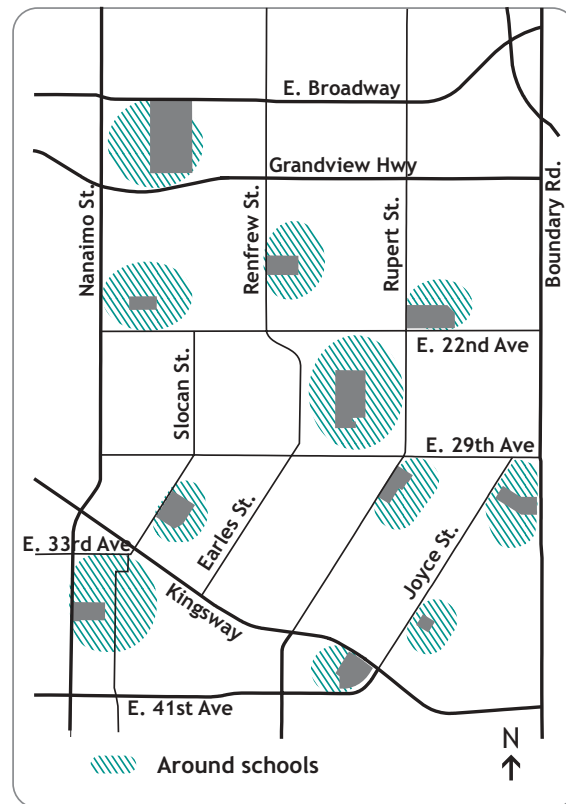 E. Broadway
Grandview Hwy
Nanaimo St.
Renfrew St.
Rupert St.
Boundary Rd.
E. 22nd Ave
Slocan St.
E. 29th Ave
Earles St.
E. 33rd Ave
Joyce St.
Kingsway
E. 41st Ave
N
Around schools